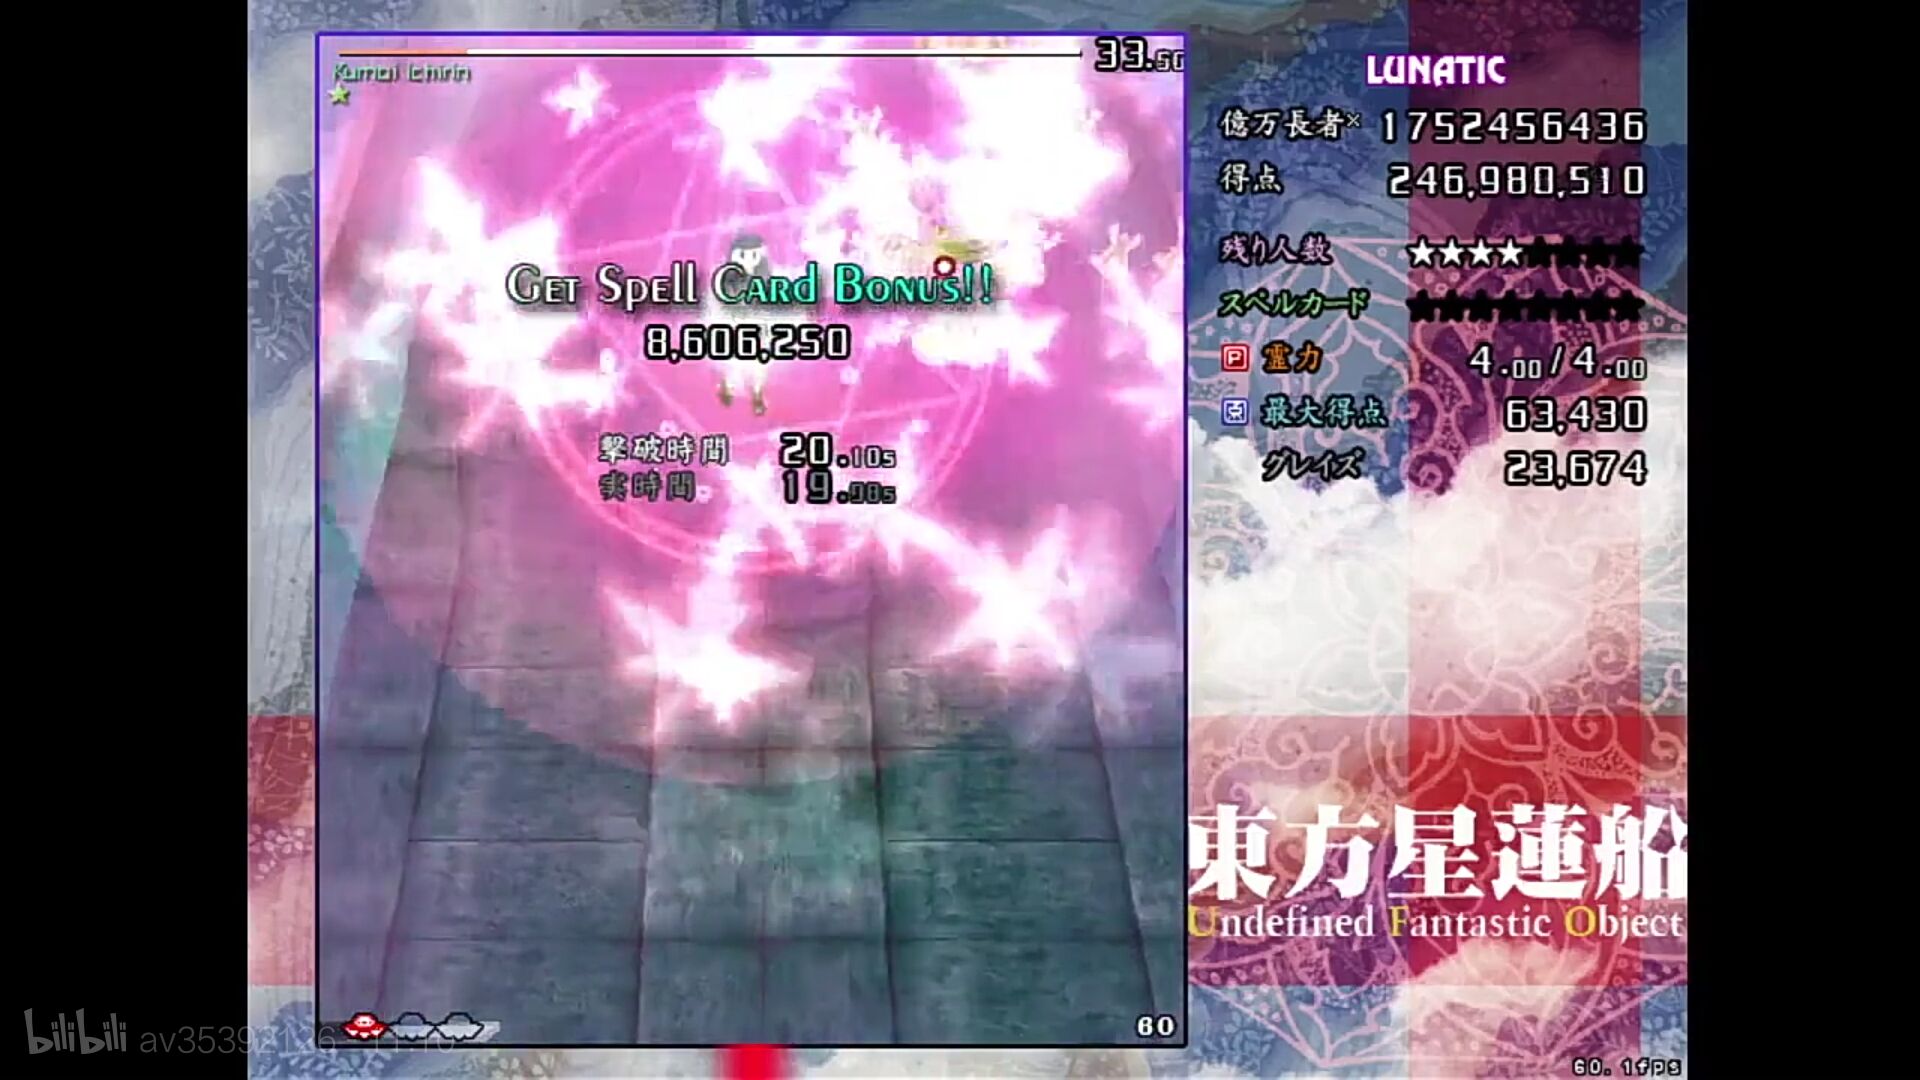 33.50
Kumoi Ichirin
GET SPELL CARD BONUS!!
8,606,250
撃破時間 20.10s
実時間 19.98s
60
LUNATIC
億万長者× 1752456436
得点 246,980,510
残り人数
スペルカード
P 霊力 4.00/4.00
点 最大得点 63,430
グレイズ 23,674
東方星蓮船
Undefined Fantastic Object
60.1fps
bilibili av35392126